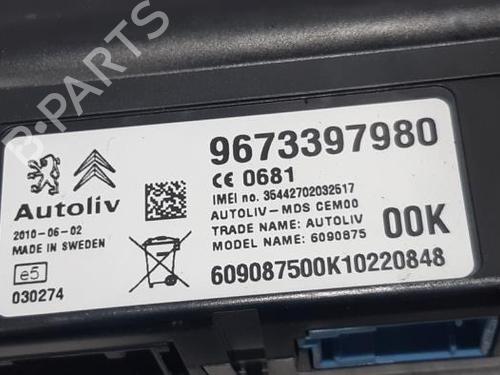 B-PARTS
9673397980
CE 0681
IMEI no. 35442702032517
AUTOLIV-MDS CEM00
TRADE NAME: AUTOLIV
MODEL NAME: 6090875
00K
609087500K10220848
Autoliv
2010-06-02
MADE IN SWEDEN
e5
030274